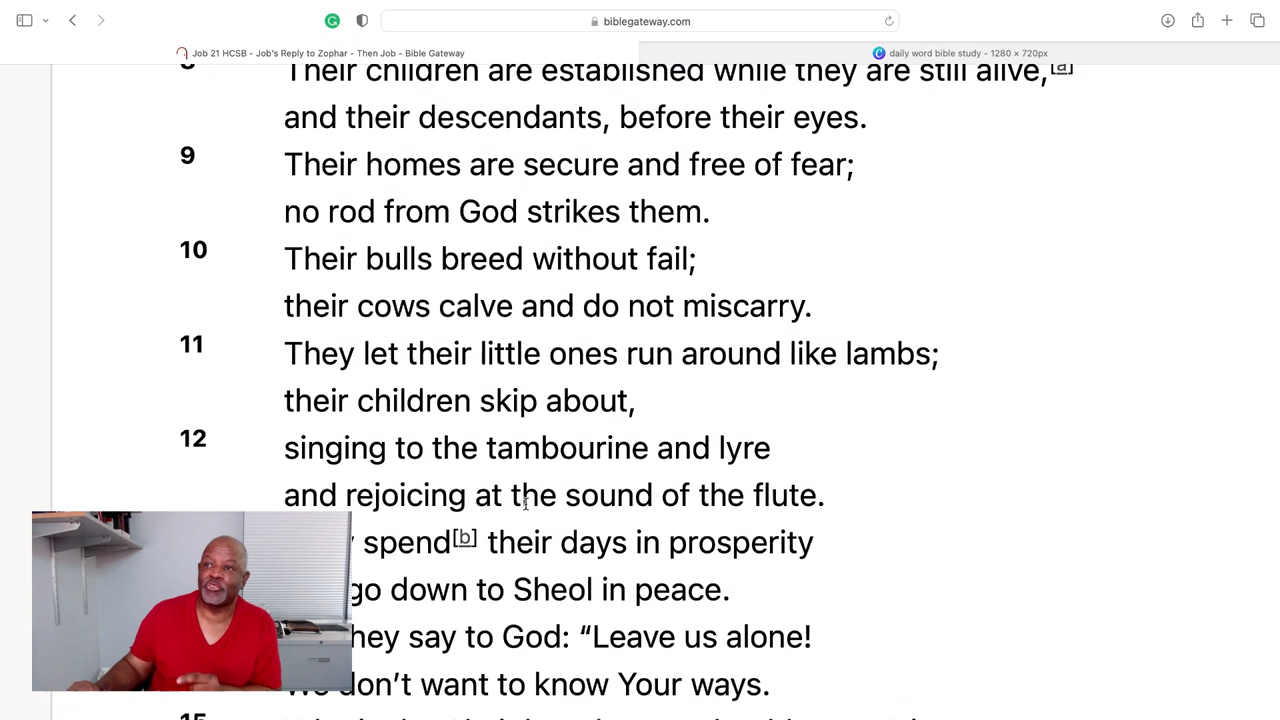 biblegateway.com
Job 21 HCSB - Job's Reply to Zophar - Then Job - Bible Gateway
daily word bible study - 1280 × 720px
Their children are established while they are still alive,[a]
and their descendants, before their eyes.
9 Their homes are secure and free of fear;
no rod from God strikes them.
10 Their bulls breed without fail;
their cows calve and do not miscarry.
11 They let their little ones run around like lambs;
their children skip about,
12 singing to the tambourine and lyre
and rejoicing at the sound of the flute.
spend[b] their days in prosperity
go down to Sheol in peace.
they say to God: “Leave us alone!
We don’t want to know Your ways.
15